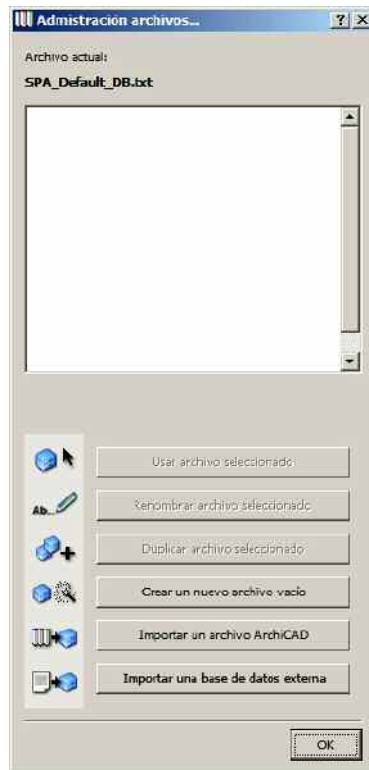 Admistración archivos...
Archivo actual:
SPA_Default_DB.txt
Usar archivo seleccionado
Ab... Renombrar archivo seleccionado
Duplicar archivo seleccionado
Crear un nuevo archivo vacío
Importar un archivo ArchiCAD
Importar una base de datos externa
OK